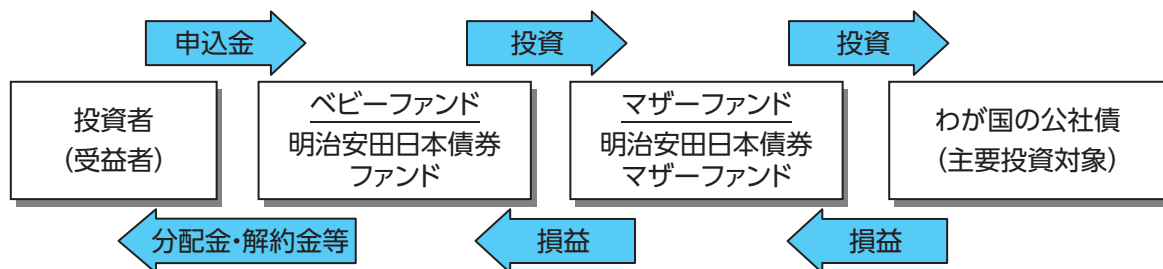 申込金
投資
投資
投資者
(受益者)
ベビーファンド
明治安田日本債券
ファンド
マザーファンド
明治安田日本債券
マザーファンド
わが国の公社債
(主要投資対象)
分配金・解約金等
損益
損益